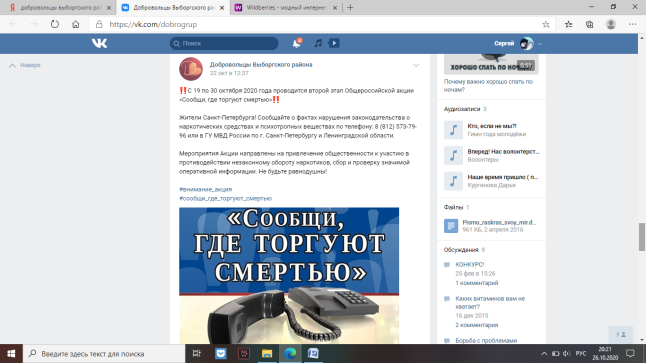 добровольцы выборгского р
Добровольцы Выборгского райо
Wildberries - модный интернет
https://vk.com/dobrogrup
Поиск
Сергей
Наверх
Добровольцы Выборгского района
22 окт в 12:37
‼С 19 по 30 октября 2020 года проводится второй этап Общероссийской акции
«Сообщи, где торгуют смертью»‼
Жители Санкт-Петербурга! Сообщайте о фактах нарушения законодательства о
наркотических средствах и психотропных веществах по телефону: 8 (812) 573-79-
96 или в ГУ МВД России по г. Санкт-Петербургу и Ленинградской области.
Мероприятия Акции направлены на привлечение общественности к участию в
противодействии незаконному обороту наркотиков, сбор и проверку значимой
оперативной информации. Не будьте равнодушны!
#внимание_акция
#сообщи_где_торгуют_смертью
«Сообщи,
где торгуют
смертью»
ХОРОШО СПАТЬ ПО
Почему важно хорошо спать по
ночам?
Аудиозаписи 3
Кто, если не мы?!
Гимн года молодёжи
Вперед! Нас волонтерст...
Волонтеры
Наше время пришло ( п...
Кургинова Дарья
Файлы 1
Pismo_raskras_svoy_mir.d...
961 КБ, 2 апреля 2016
Обсуждения 9
КОНКУРС!
25 фев в 15:26
1 комментарий
Каких витаминов вам не
хватает?
16 дек 2015
2 комментария
Борьба с проблемами
Введите здесь текст для поиска
РУС
20:21
26.10.2020